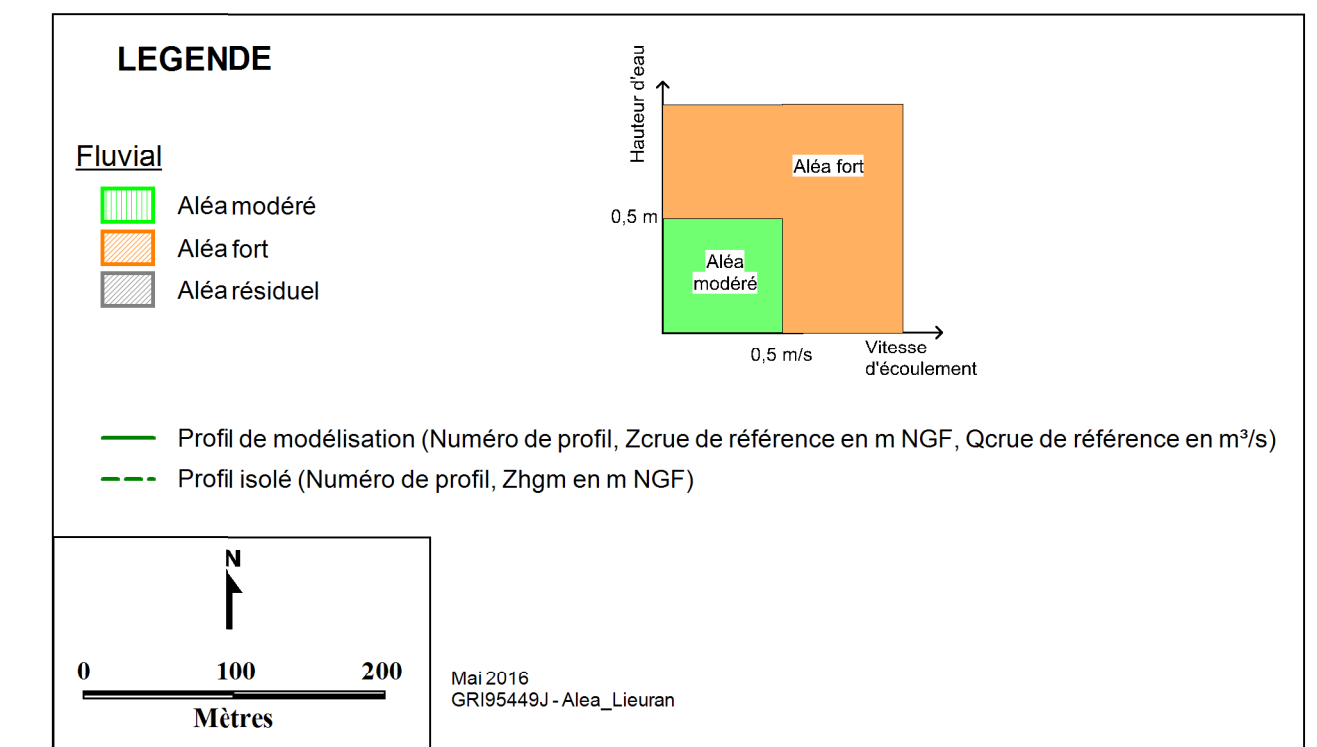 LEGENDE
Fluvial
Aléa modéré
Aléa fort
Aléa résiduel
Hauteur d'eau
Aléa fort
0,5 m
Aléa
modéré
0,5 m/s
Vitesse
d'écoulement
Profil de modélisation (Numéro de profil, Zcrue de référence en m NGF, Qcrue de référence en m³/s)
Profil isolé (Numéro de profil, Zhgm en m NGF)
N
0 100 200
Mètres
Mai 2016
GRI95449J - Alea_Lieuran